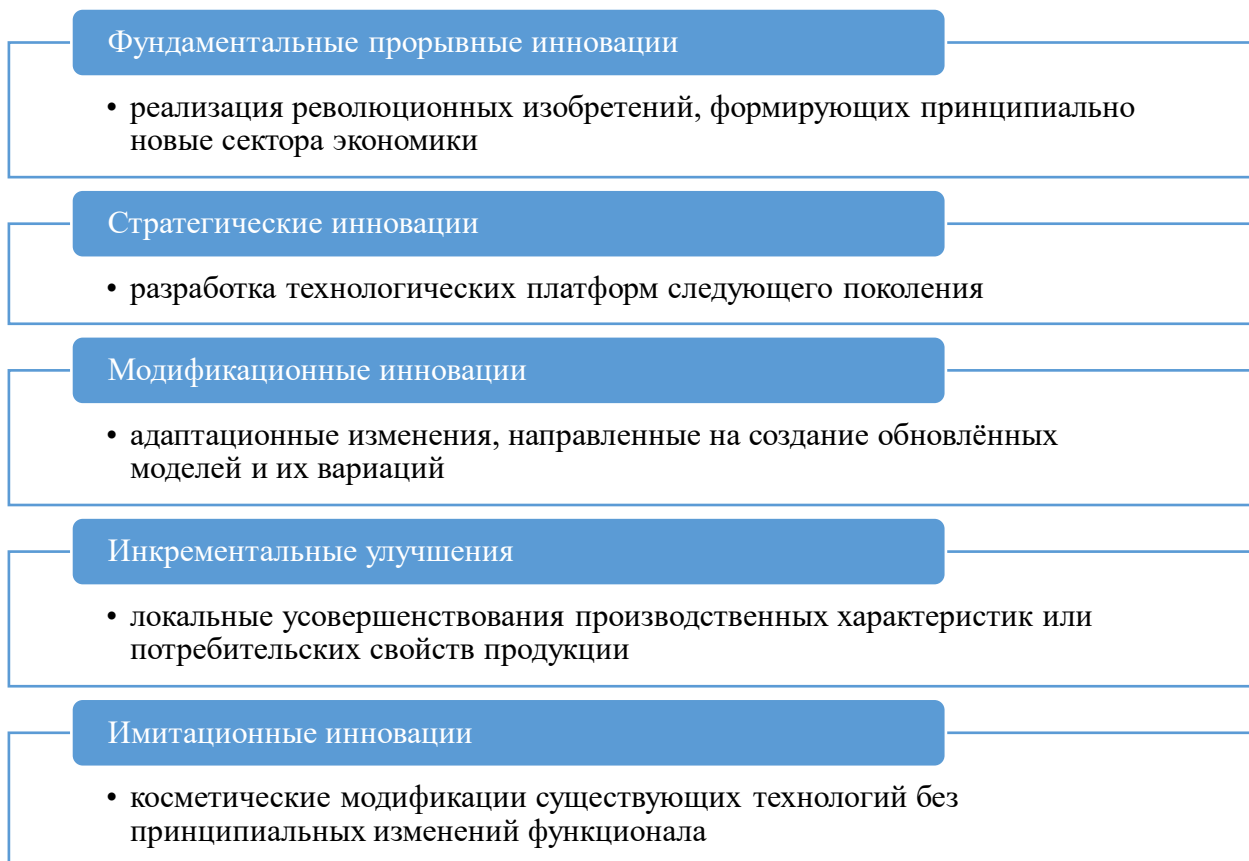 Фундаментальные прорывные инновации
• реализация революционных изобретений, формирующих принципиально
новые сектора экономики
Стратегические инновации
• разработка технологических платформ следующего поколения
Модификационные инновации
• адаптационные изменения, направленные на создание обновлённых
моделей и их вариаций
Инкрементальные улучшения
• локальные усовершенствования производственных характеристик или
потребительских свойств продукции
Имитационные инновации
• косметические модификации существующих технологий без
принципиальных изменений функционала